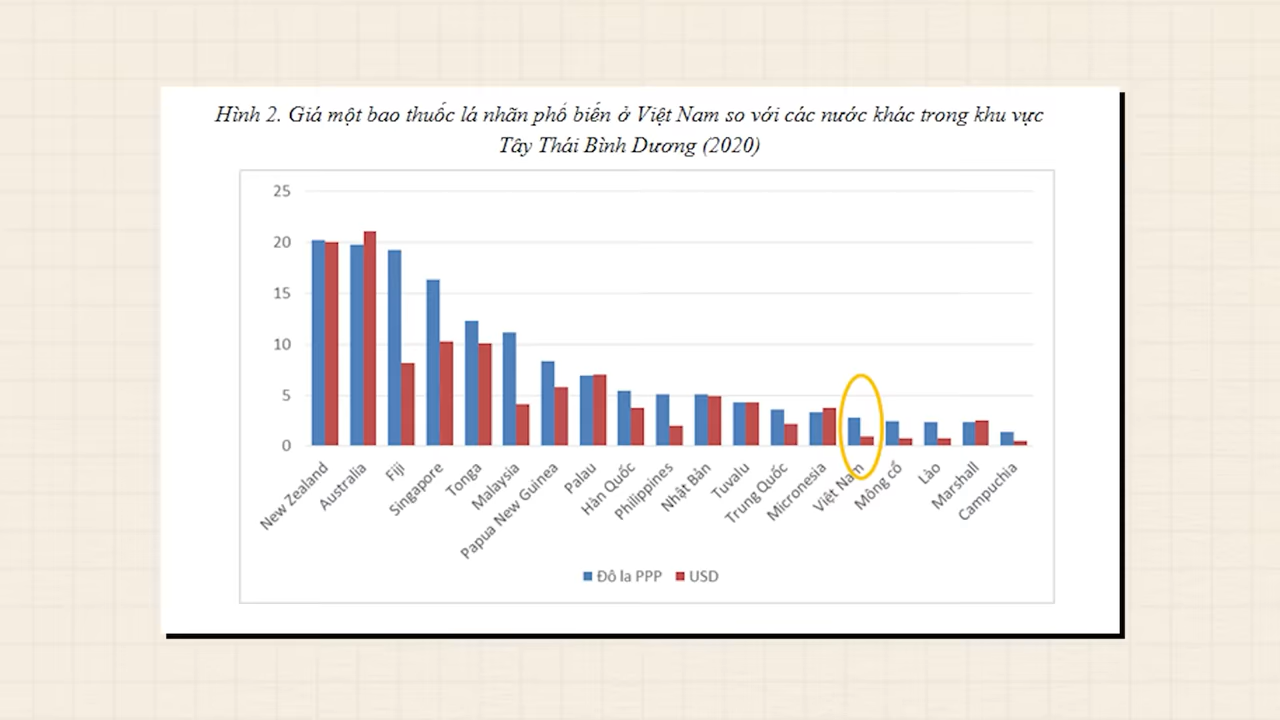 Hình 2. Giá một bao thuốc lá nhãn phổ biến ở Việt Nam so với các nước khác trong khu vực
Tây Thái Bình Dương (2020)
25
20
15
10
5
0
New Zealand
Australia
Fiji
Singapore
Tonga
Malaysia
Papua New Guinea
Palau
Hàn Quốc
Philippines
Nhật Bản
Tuvalu
Trung Quốc
Micronesia
Việt Nam
Mông cổ
Lào
Marshall
Campuchia
Đô la PPP
USD